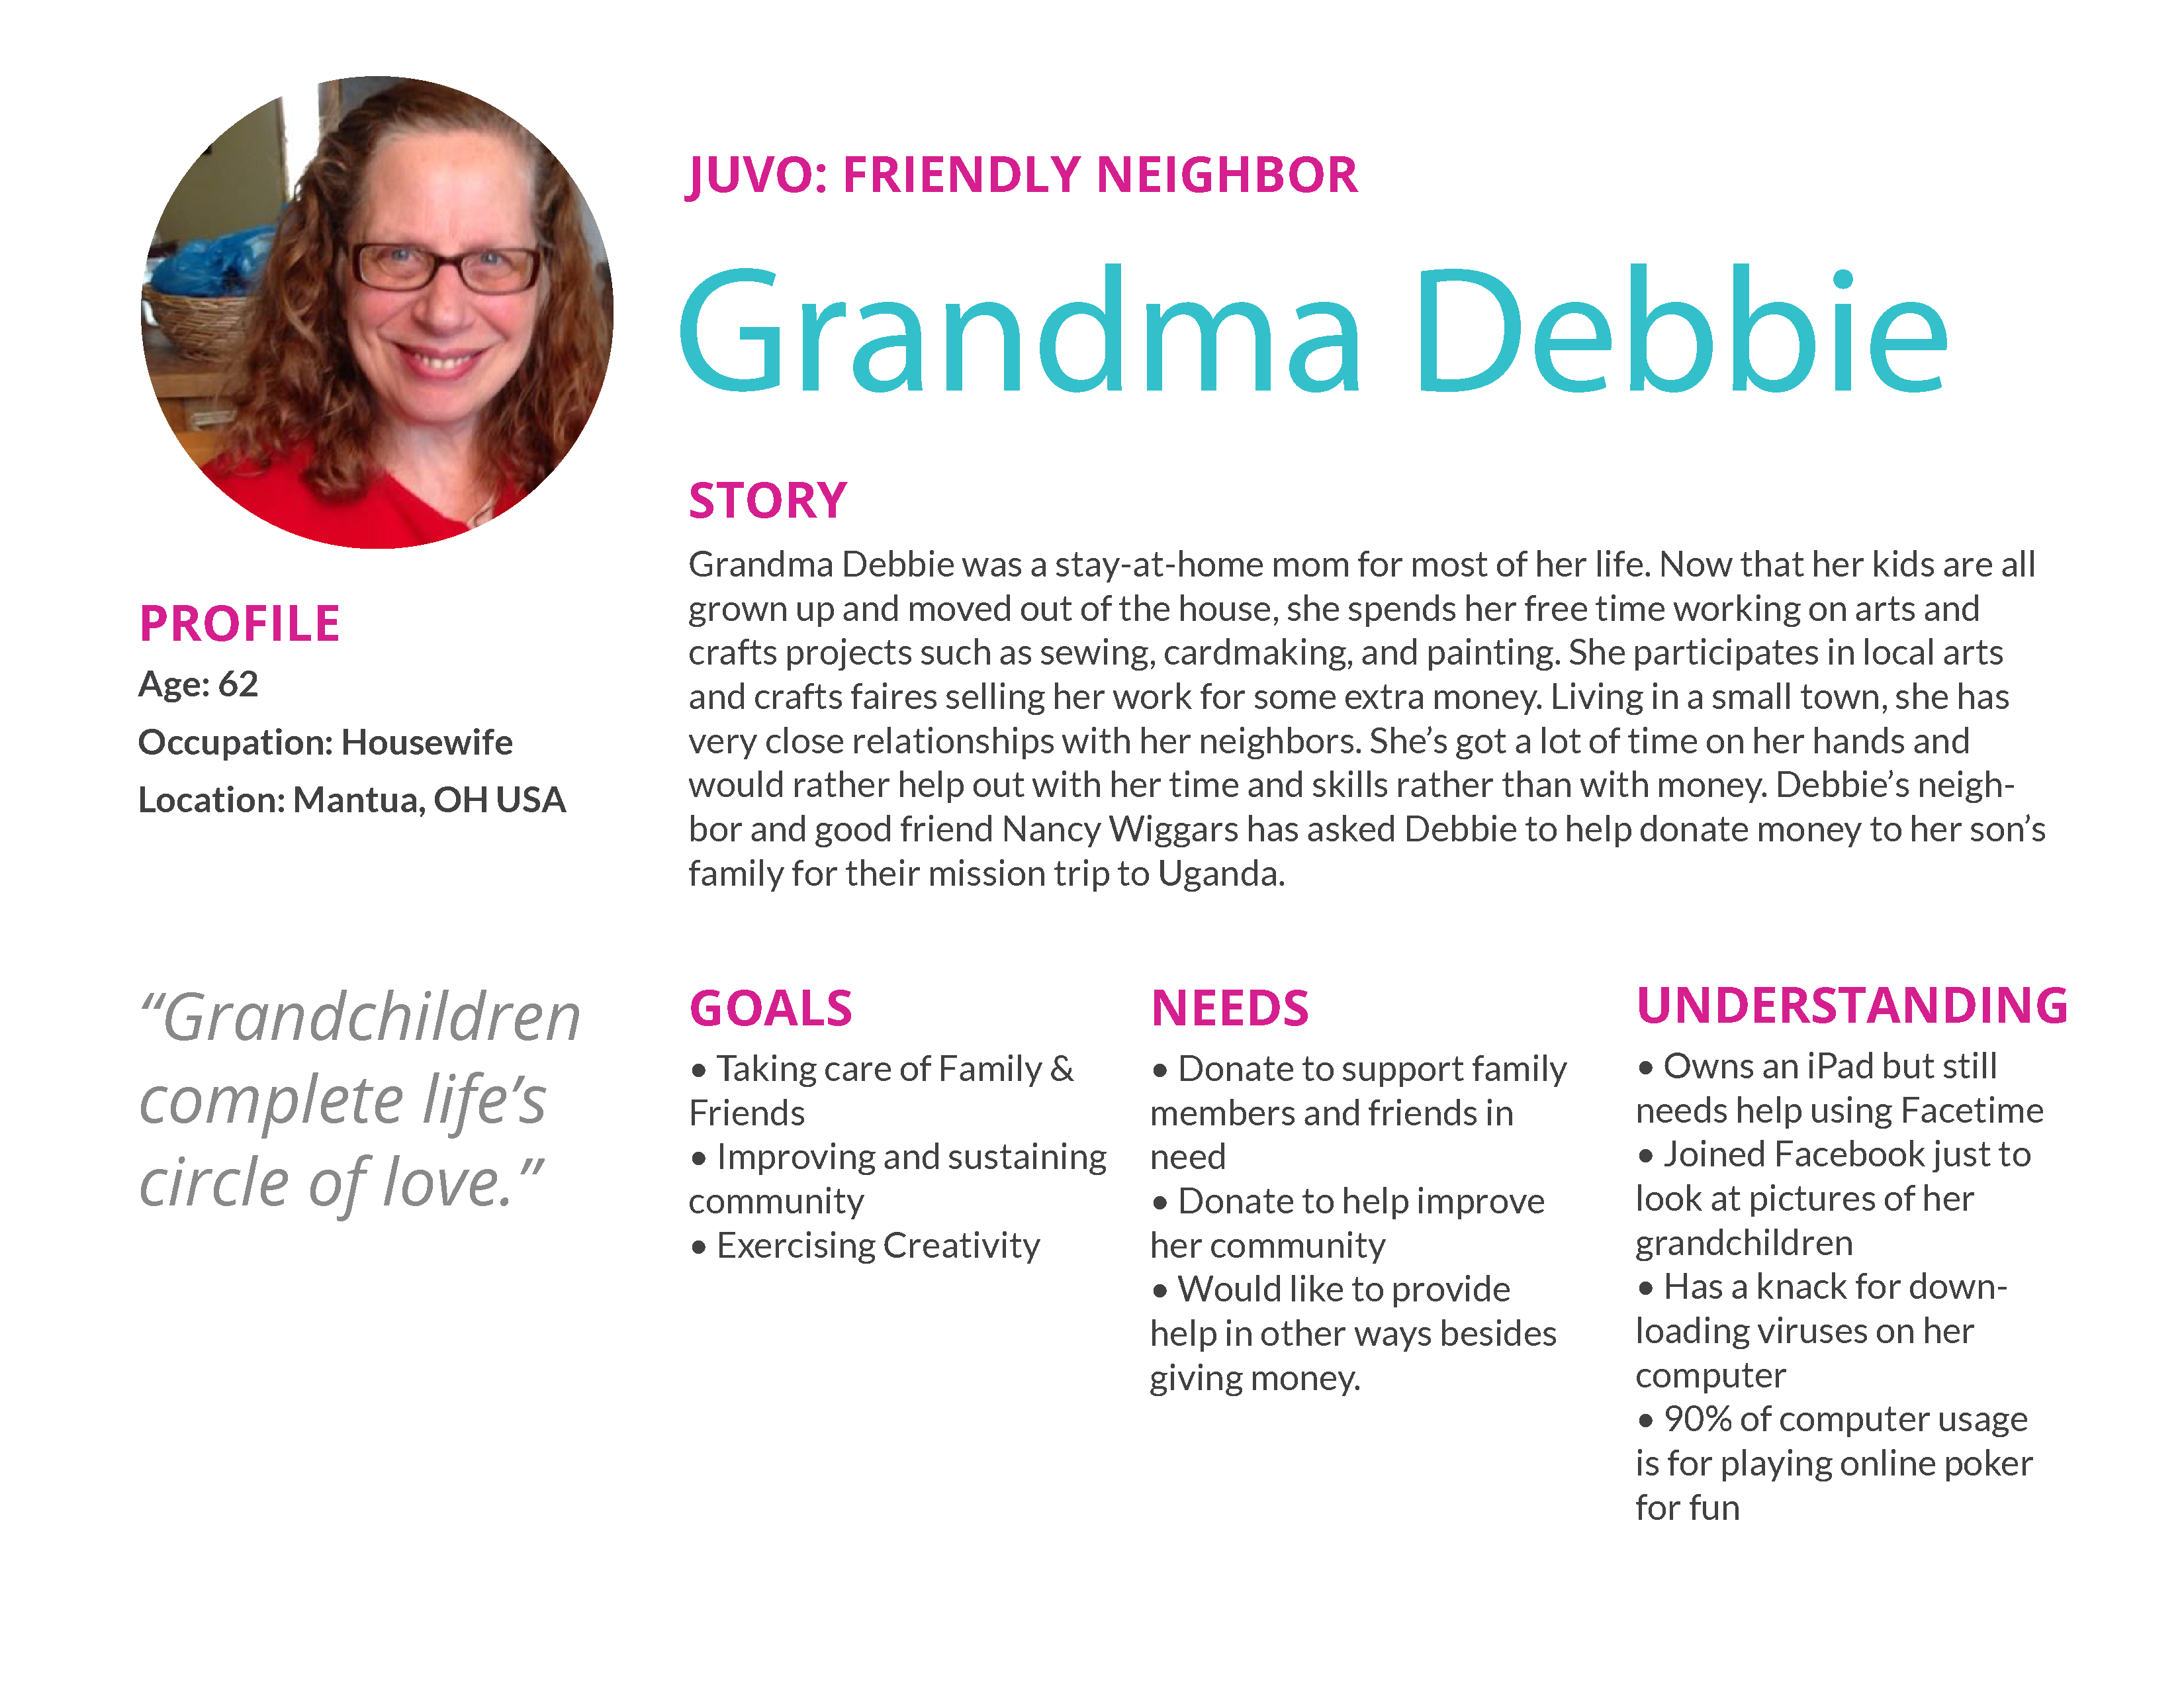 JUVO: FRIENDLY NEIGHBOR
Grandma Debbie
PROFILE
Age: 62
Occupation: Housewife
Location: Mantua, OH USA
“Grandchildren
complete life’s
circle of love.”
STORY
Grandma Debbie was a stay-at-home mom for most of her life. Now that her kids are all
grown up and moved out of the house, she spends her free time working on arts and
crafts projects such as sewing, cardmaking, and painting. She participates in local arts
and crafts faires selling her work for some extra money. Living in a small town, she has
very close relationships with her neighbors. She’s got a lot of time on her hands and
would rather help out with her time and skills rather than with money. Debbie’s neigh-
bor and good friend Nancy Wiggars has asked Debbie to help donate money to her son’s
family for their mission trip to Uganda.
GOALS
• Taking care of Family &
Friends
• Improving and sustaining
community
• Exercising Creativity
NEEDS
• Donate to support family
members and friends in
need
• Donate to help improve
her community
• Would like to provide
help in other ways besides
giving money.
UNDERSTANDING
• Owns an iPad but still
needs help using Facetime
• Joined Facebook just to
look at pictures of her
grandchildren
• Has a knack for down-
loading viruses on her
computer
• 90% of computer usage
is for playing online poker
for fun